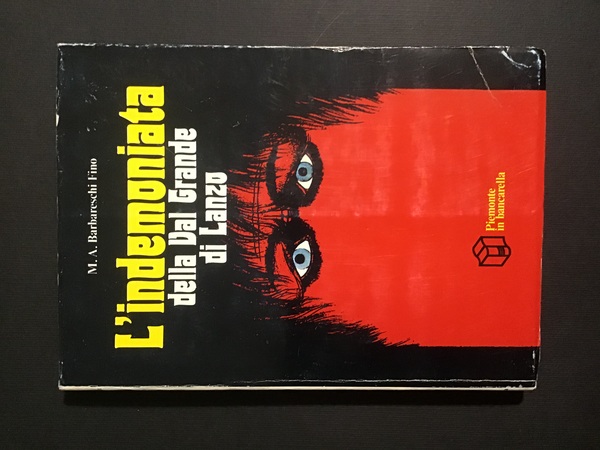 M. A. Barbareschi Fino
L'indemoniata
della Val Grande
di Lanzo
Piemonte
in bancarella